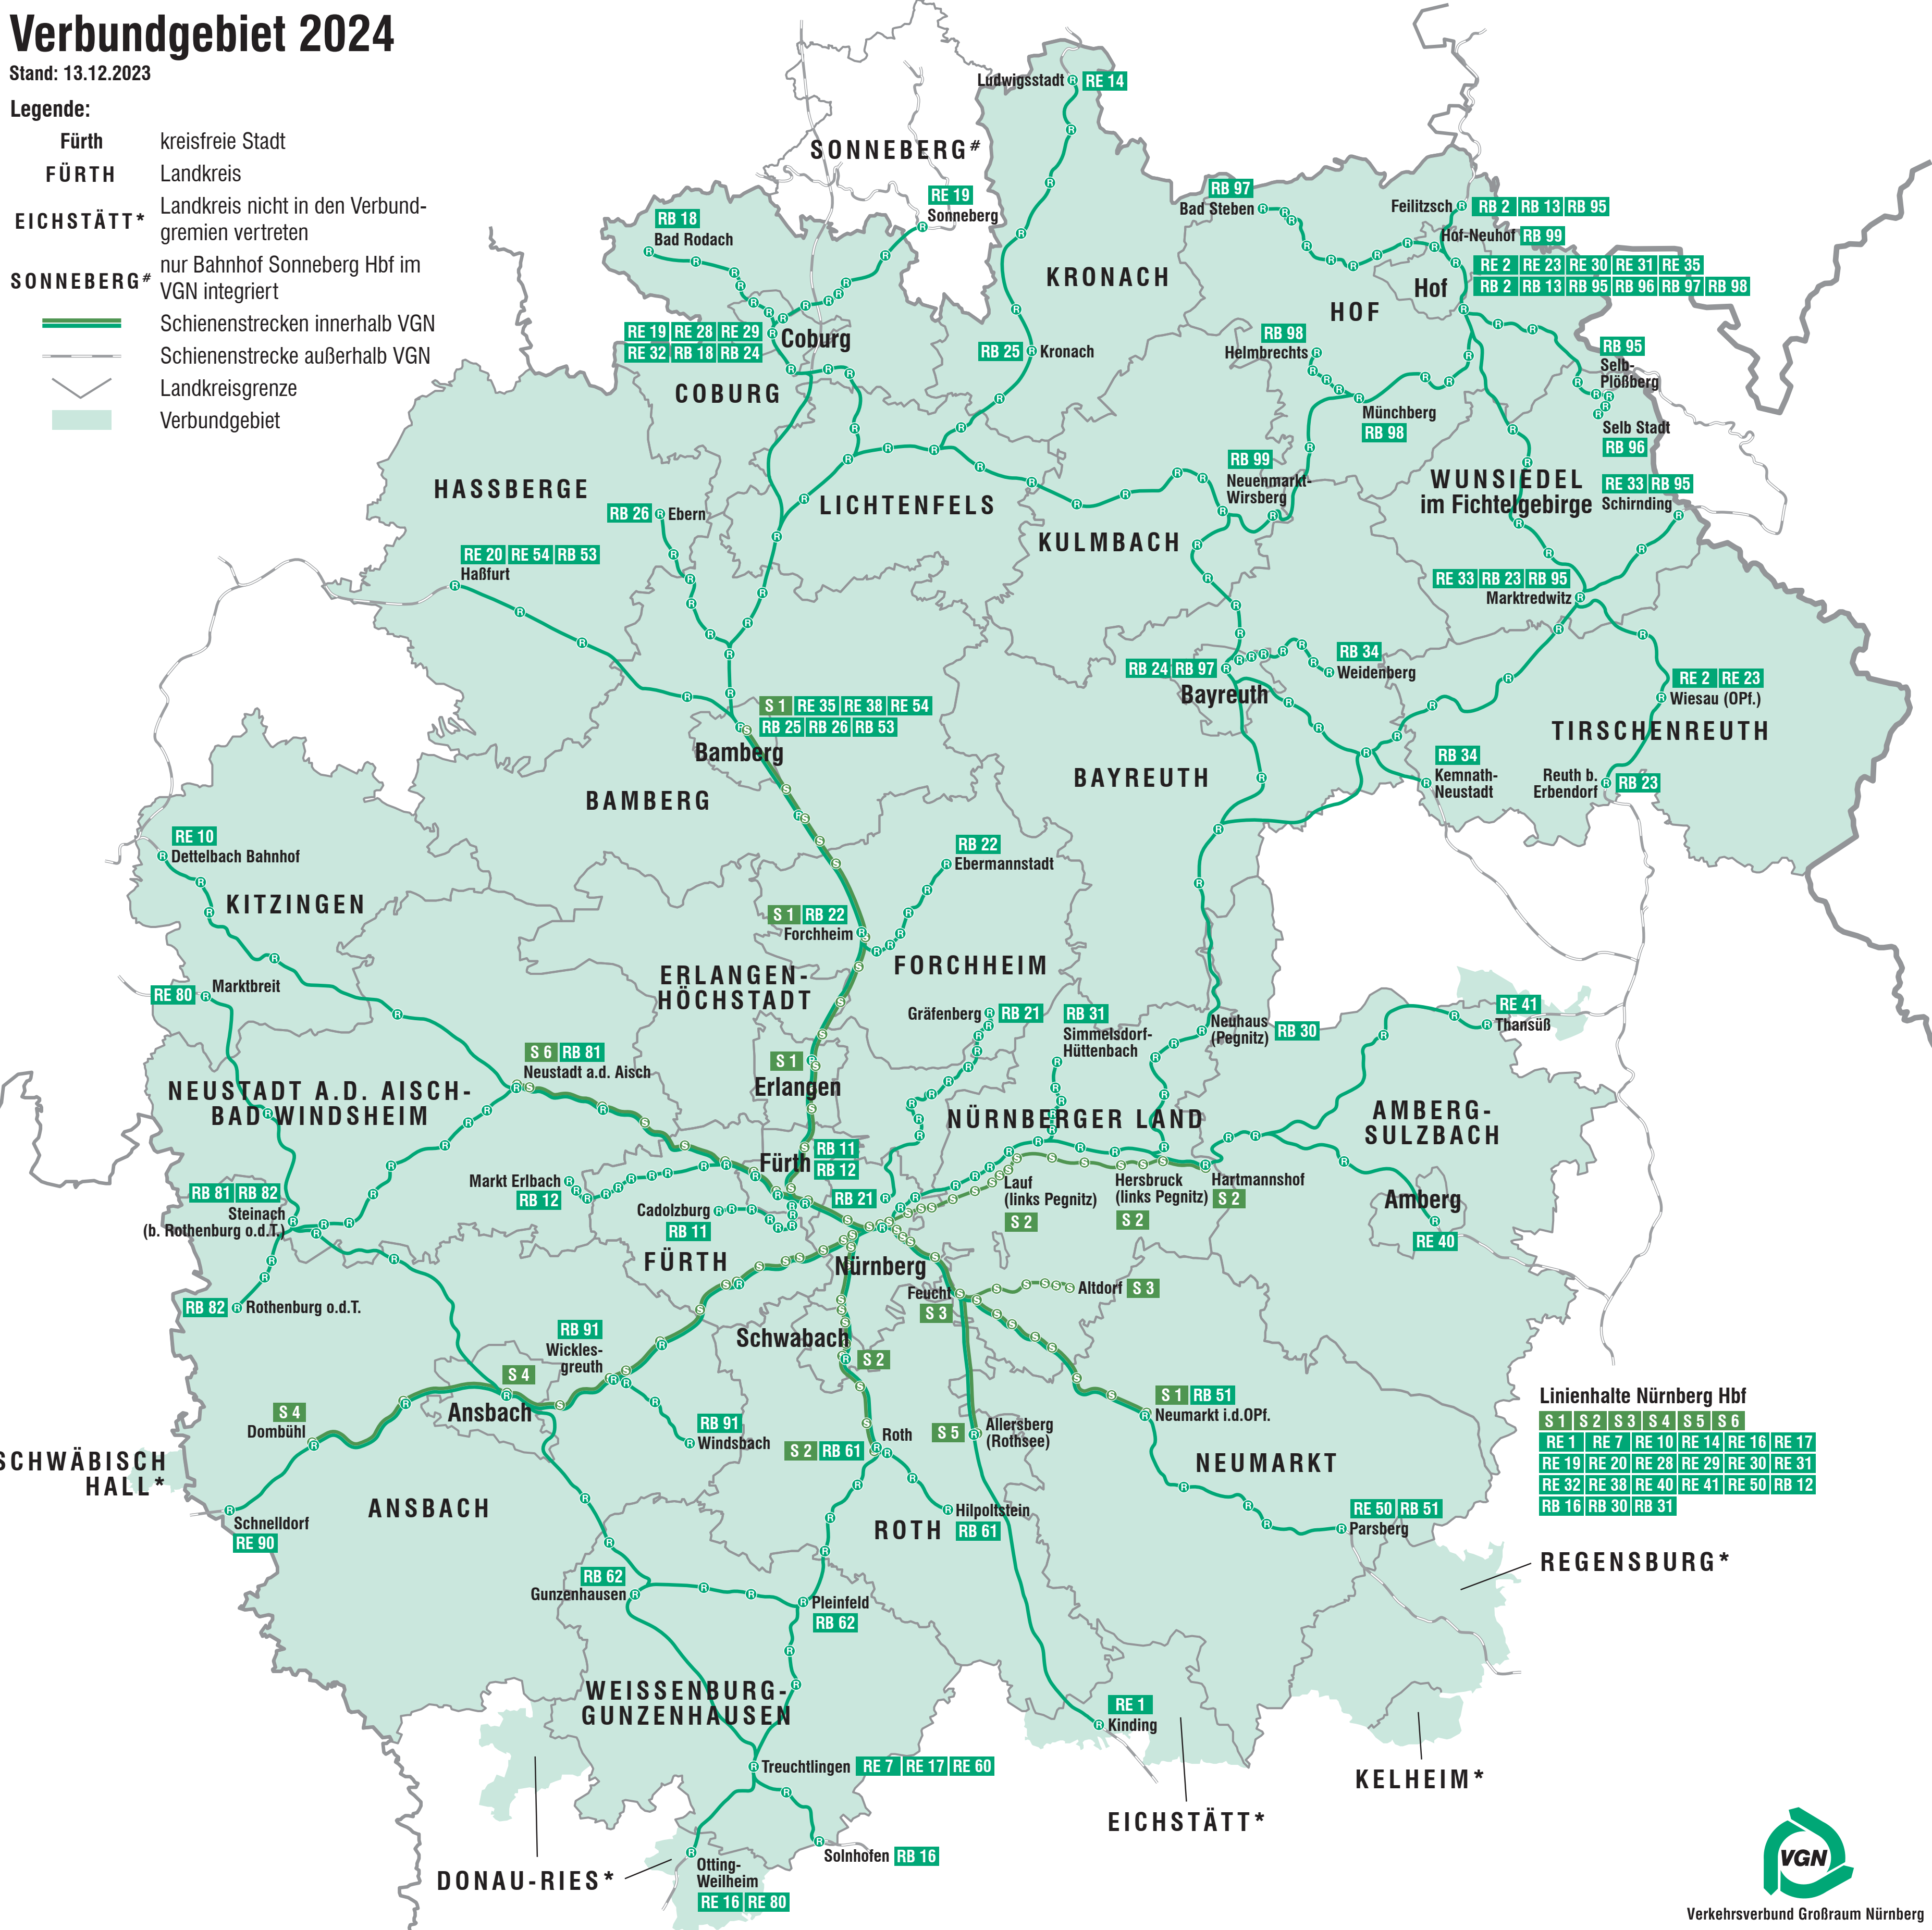 Verbundgebiet 2024
Stand: 13.12.2023
Legende:
Fürth kreisfreie Stadt
FÜRTH Landkreis
EICHSTÄTT* Landkreis nicht in den Verbund-
gremien vertreten
SONNEBERG# nur Bahnhof Sonneberg Hbf im
VGN integriert
Schienenstrecken innerhalb VGN
Schienenstrecke außerhalb VGN
Landkreisgrenze
Verbundgebiet
Ludwigsstadt RE 14
SONNEBERG#
RE 19
Sonneberg
RB 18
Bad Rodach
RB 97
Bad Steben
Feilitzsch RB 2 RB 13 RB 95
Hof-Neuhof RB 99
RE 2 RE 23 RE 30 RE 31 RE 35
RB 2 RB 13 RB 95 RB 96 RB 97 RB 98
Hof
KRONACH
HOF
RE 19 RE 28 RE 29
RE 32 RB 18 RB 24
Coburg
RB 25 Kronach
RB 98
Helmbrechts
RB 95
Selb-
Plößberg
COBURG
Münchberg
RB 98
Selb Stadt
RB 96
HASSBERGE
LICHTENFELS
RB 99
Neuenmarkt-
Wirsberg
WUNSIEDEL
im Fichtelgebirge
RE 33 RB 95
Schirnding
RB 26 Ebern
KULMBACH
RE 20 RE 54 RB 53
Haßfurt
RE 33 RB 23 RB 95
Marktredwitz
RB 24 RB 97
Bayreuth
RB 34
Weidenberg
RE 2 RE 23
Wiesau (OPf.)
TIRSCHENREUTH
S 1 RE 35 RE 38 RE 54
RB 25 RB 26 RB 53
Bamberg
BAMBERG
BAYREUTH
RB 34
Kemnath-
Neustadt
Reuth b.
Erbendorf
RB 23
RE 10
Dettelbach Bahnhof
RB 22
Ebermannstadt
KITZINGEN
S 1 RB 22
Forchheim
FORCHHEIM
ERLANGEN-
HÖCHSTADT
RE 80
Marktbreit
Gräfenberg RB 21
RB 31
Simmelsdorf-
Hüttenbach
Neuhaus
(Pegnitz)
RB 30
RE 41
Thansüß
S 6 RB 81
Neustadt a.d. Aisch
S 1
Erlangen
NEUSTADT A.D. AISCH-
BAD WINDSHEIM
NÜRNBERGER LAND
AMBERG-
SULZBACH
Fürth
RB 11
RB 12
Markt Erlbach
RB 12
RB 81 RB 82
Steinach
(b. Rothenburg o.d.T.)
Cadolzburg
RB 11
RB 21
Lauf
(links Pegnitz)
S 2
Hersbruck
(links Pegnitz)
S 2
Hartmannshof
S 2
Amberg
RE 40
FÜRTH
Nürnberg
Feucht
S 3
Altdorf S 3
RB 82 Rothenburg o.d.T.
RB 91
Wickles-
greuth
Schwabach
S 2
S 4
Ansbach
S 4
Dombühl
RB 91
Windsbach
S 2 RB 61
Roth
S 5
Allersberg
(Rothsee)
S 1 RB 51
Neumarkt i.d.OPf.
NEUMARKT
Linienhalte Nürnberg Hbf
S 1 S 2 S 3 S 4 S 5 S 6
RE 1 RE 7 RE 10 RE 14 RE 16 RE 17
RE 19 RE 20 RE 28 RE 29 RE 30 RE 31
RE 32 RE 38 RE 40 RE 41 RE 50 RB 12
RB 16 RB 30 RB 31
SCHWÄBISCH
HALL*
ANSBACH
Schnelldorf
RE 90
Hilpoltstein
RB 61
ROTH
RE 50 RB 51
Parsberg
REGENSBURG*
RB 62
Gunzenhausen
Pleinfeld
RB 62
WEISSENBURG-
GUNZENHAUSEN
RE 1
Kinding
Treuchtlingen RE 7 RE 17 RE 60
KELHEIM*
EICHSTÄTT*
Solnhofen RB 16
DONAU-RIES*
Otting-
Weilheim
RE 16 RE 80
VGN
Verkehrsverbund Großraum Nürnberg